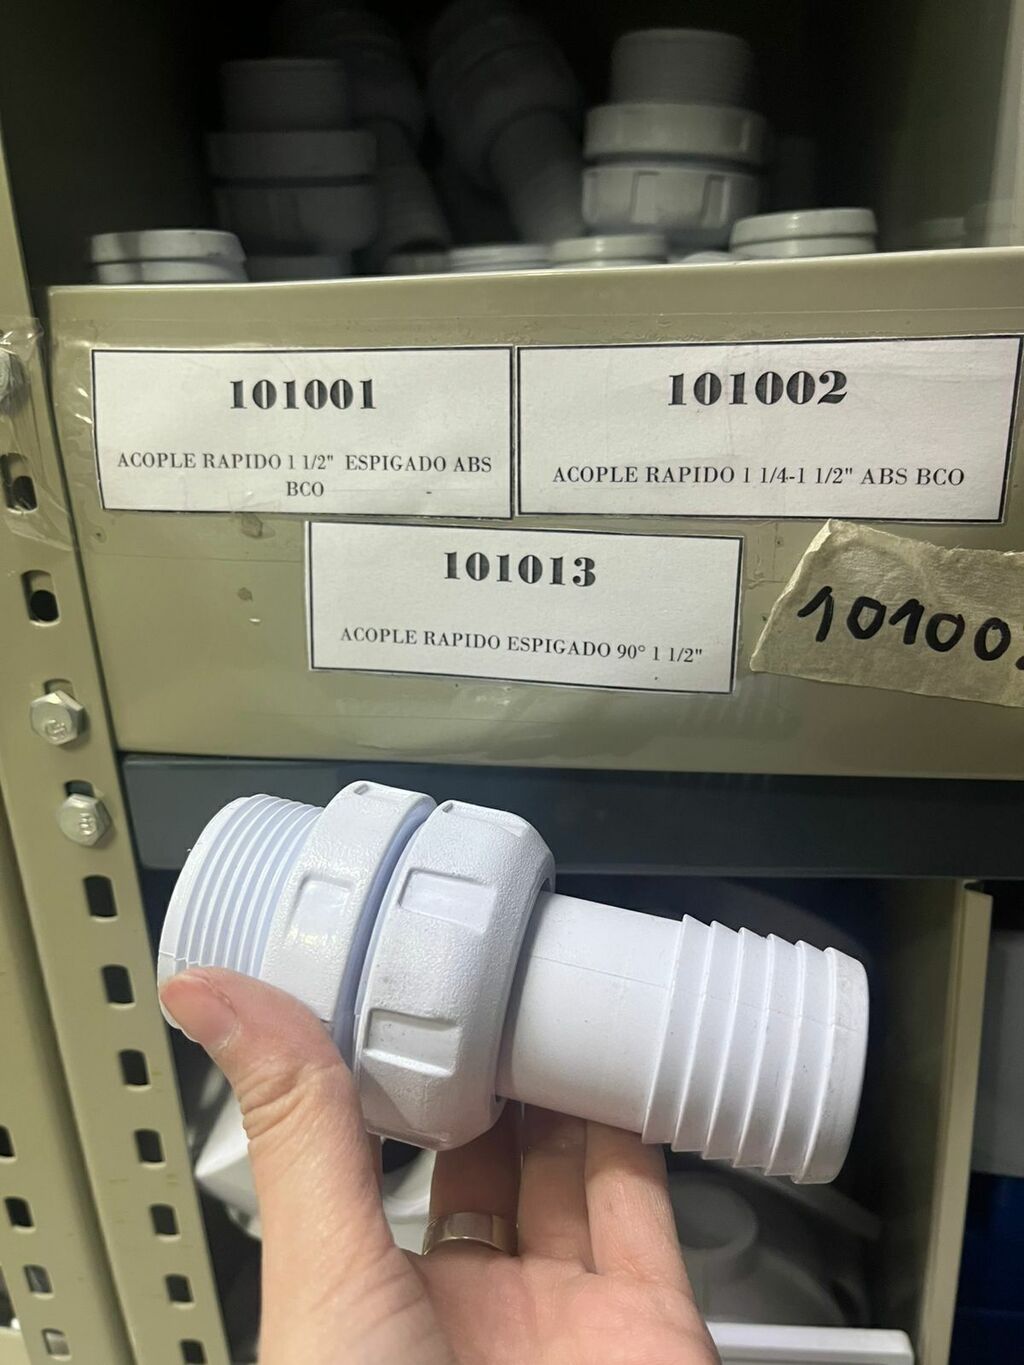 101001
ACOPLE RAPIDO 1 1/2" ESPIGADO ABS
BCO
101002
ACOPLE RAPIDO 1 1/4-1 1/2" ABS BCO
101013
ACOPLE RAPIDO ESPIGADO 90° 1 1/2"